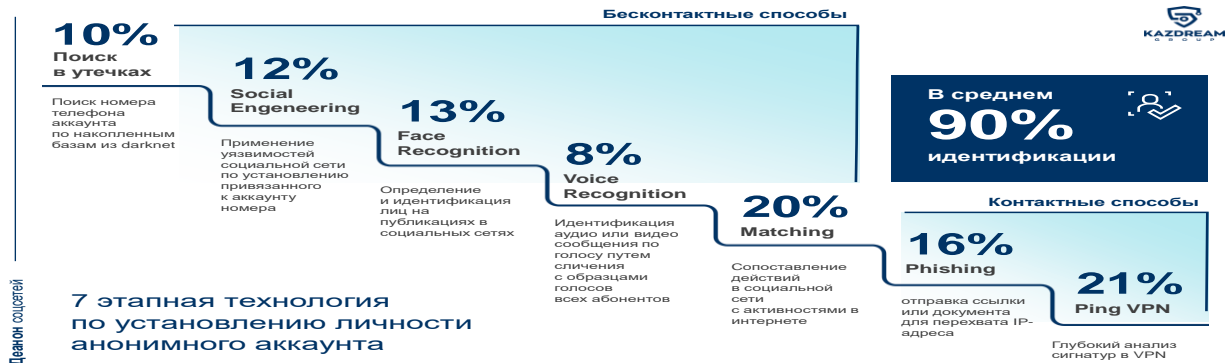 Бесконтактные способы
KAZDREAM
GROUP
10%
Поиск
в утечках
Поиск номера
телефона
аккаунта
по накопленным
базам из darknet
12%
Social
Engeneering
Применение
уязвимостей
социальной сети
по установлению
привязанного
к аккаунту
номера
13%
Face
Recognition
Определение
и идентификация
лиц на
публикациях в
социальных сетях
8%
Voice
Recognition
Идентификация
аудио или видео
сообщения по
голосу путем
сличения
с образцами
голосов
всех абонентов
20%
Matching
Сопоставление
действий
в социальной
сети
с активностями в
интернете
В среднем
90%
идентификации
Контактные способы
16%
Phishing
отправка ссылки
или документа
для перехвата IP-
адреса
21%
Ping VPN
Глубокий анализ
сигнатур в VPN
Деанон соцсетей
7 этапная технология
по установлению личности
анонимного аккаунта